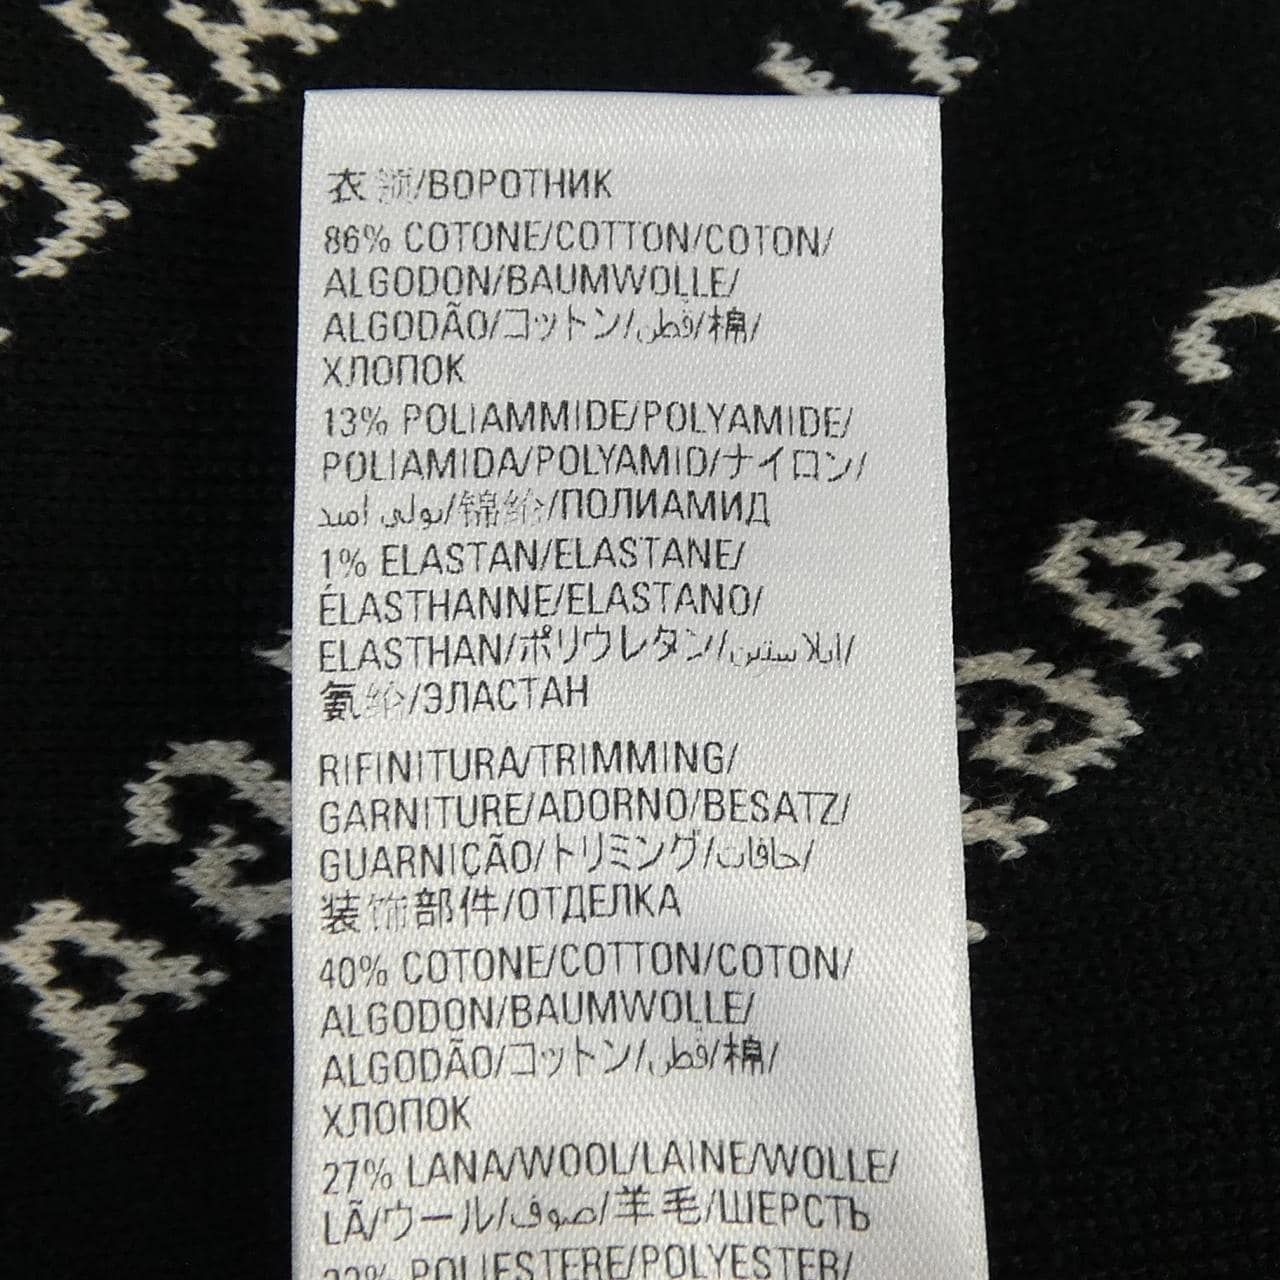 衣 领/ВОРОТНИК
86% COTONE/COTTON/COTON/
ALGODON/BAUMWOLLE/
ALGODÃO/コットン/قطن/棉/
ХЛОПОК
13% POLIAMMIDE/POLYAMIDE/
POLIAMIDA/POLYAMID/ナイロン/
بولي اميد/锦纶/ПОЛИАМИД
1% ELASTAN/ELASTANE/
ÉLASTHANNE/ELASTANO/
ELASTHAN/ポリウレタン/ايلاستين/
氨纶/ЭЛАСТАН
RIFINITURA/TRIMMING/
GARNITURE/ADORNO/BESATZ/
GUARNIÇÃO/トリミング/حافات/
装饰部件/ОТДЕЛКА
40% COTONE/COTTON/COTON/
ALGODON/BAUMWOLLE/
ALGODÃO/コットン/قطن/棉/
ХЛОПОК
27% LANA/WOOL/LAINE/WOLLE/
LÃ/ウール/صوف/羊毛/ШЕРСТЬ
POLIESTERE/POLYESTER/